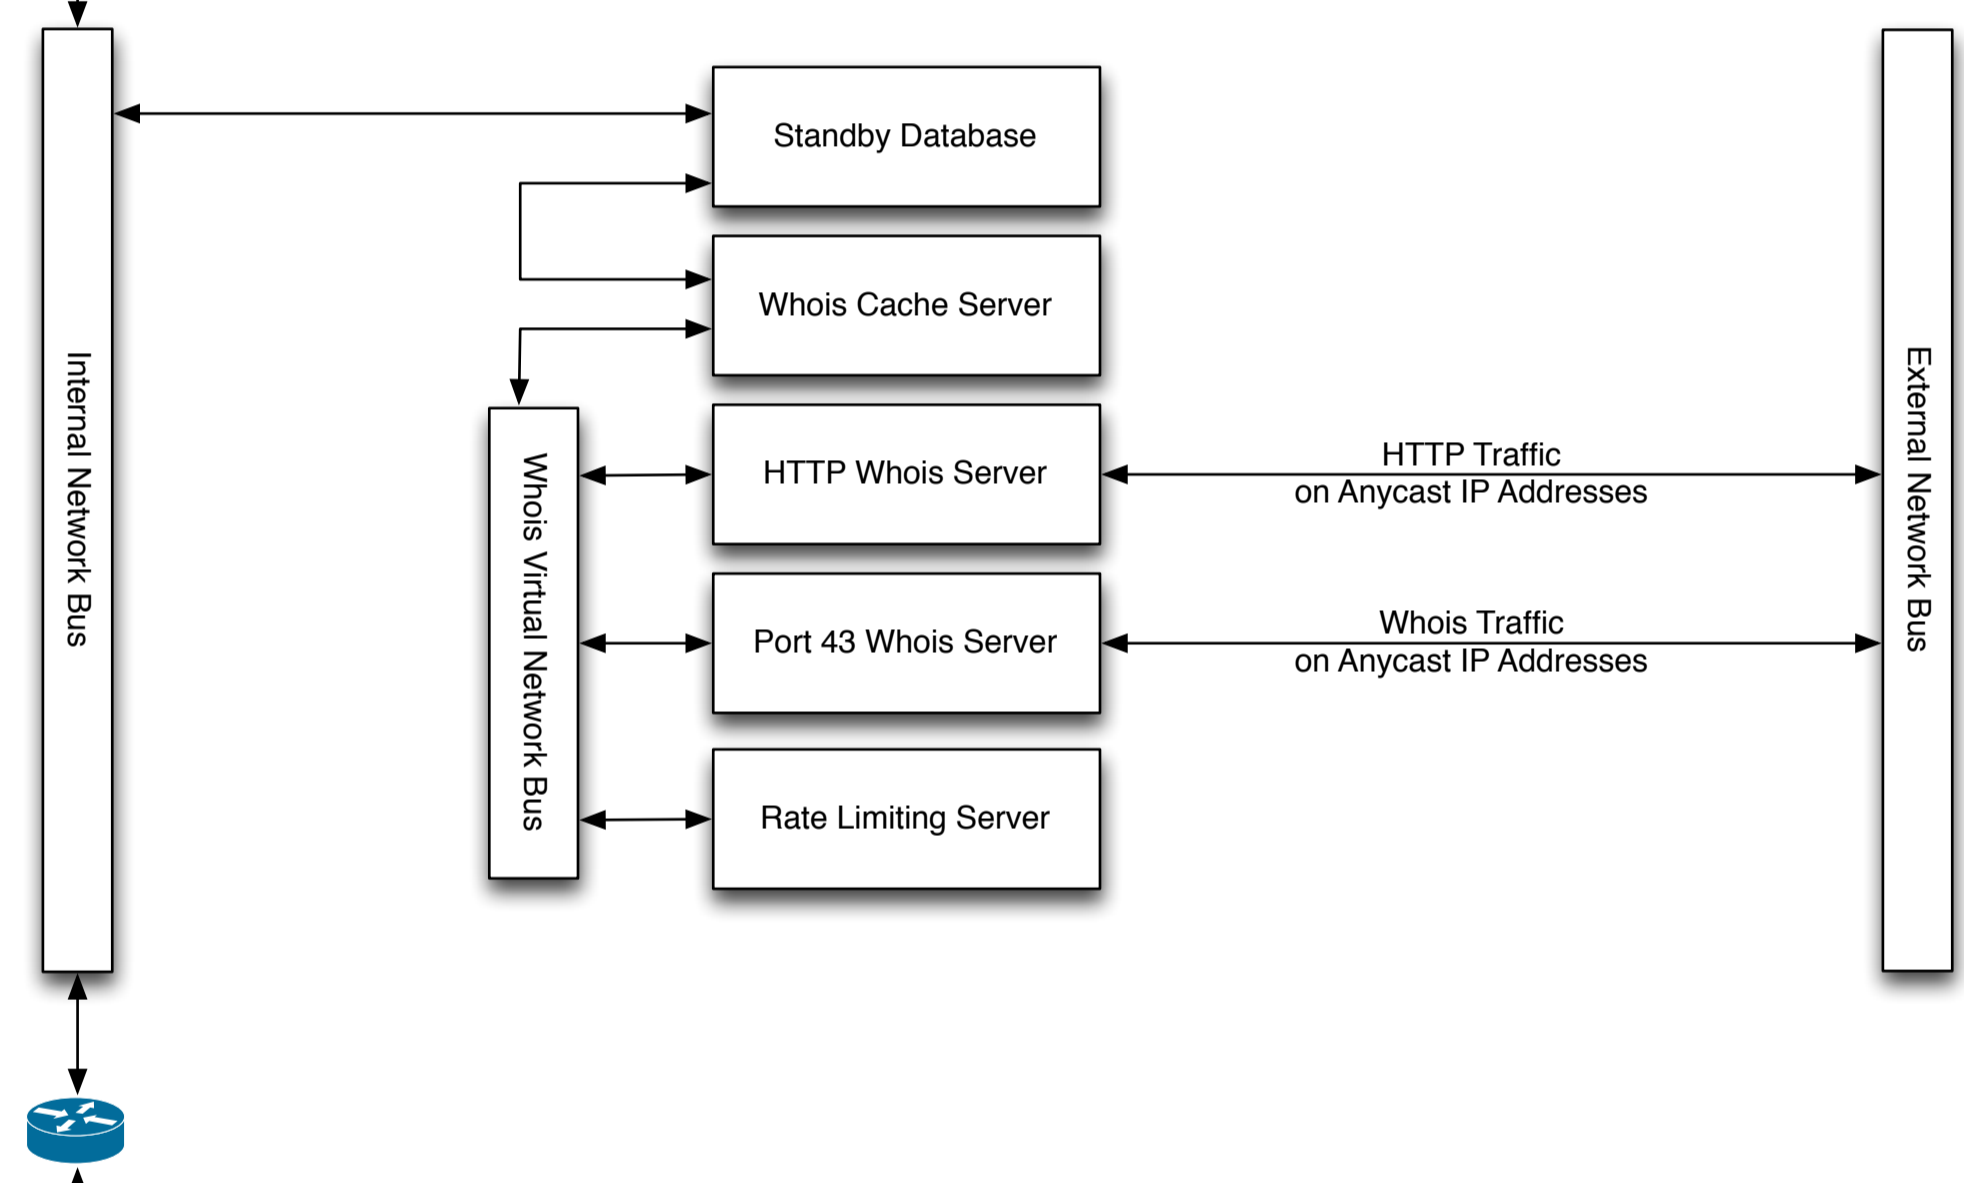 Standby Database
Whois Cache Server
Internal Network Bus
External Network Bus
Whois Virtual Network Bus
HTTP Whois Server
HTTP Traffic
on Anycast IP Addresses
Port 43 Whois Server
Whois Traffic
on Anycast IP Addresses
Rate Limiting Server